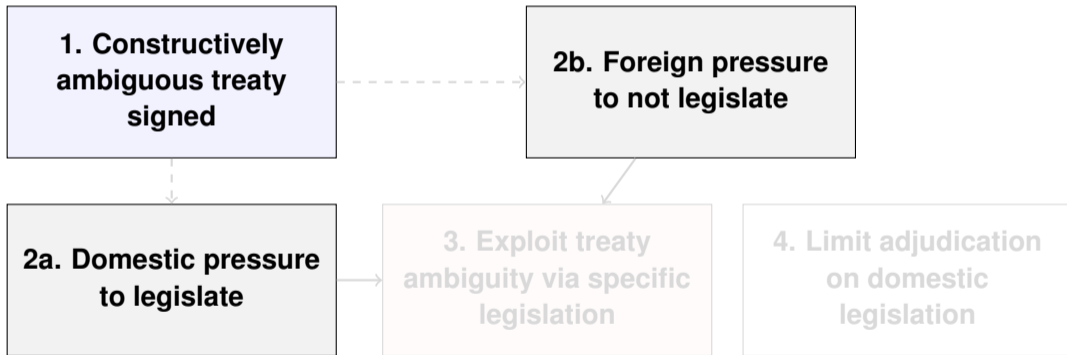 1. Constructively
ambiguous treaty
signed
2b. Foreign pressure
to not legislate
2a. Domestic pressure
to legislate
3. Exploit treaty
ambiguity via specific
legislation
4. Limit adjudication
on domestic
legislation